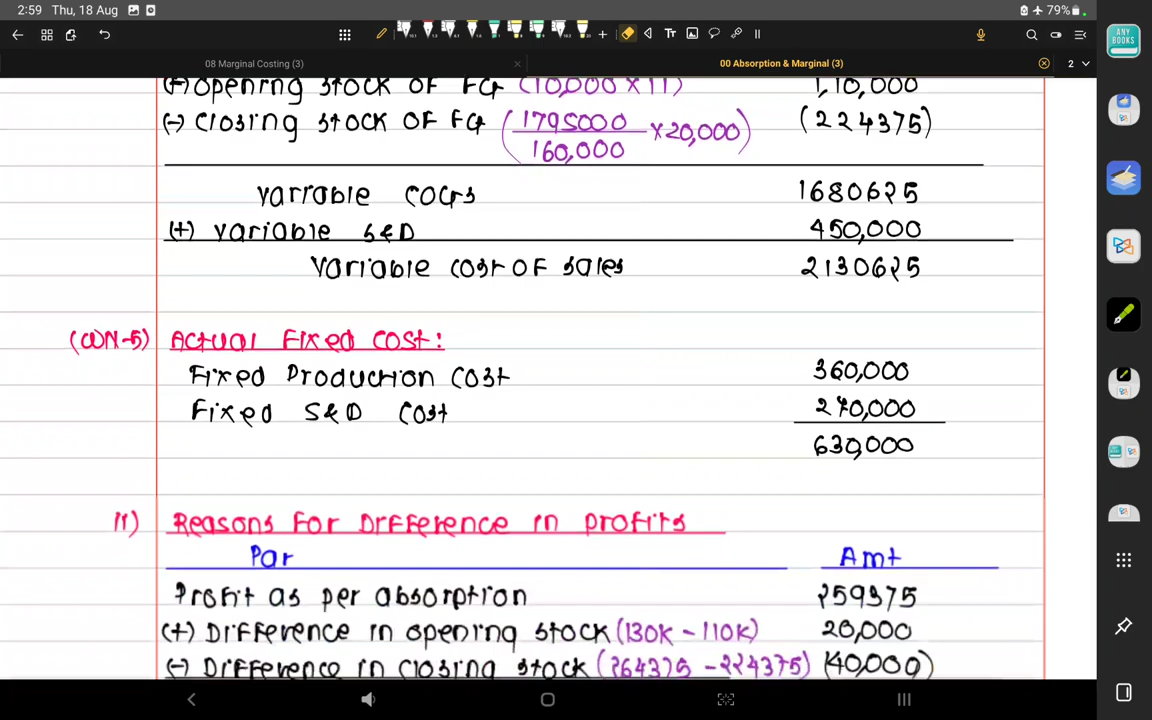 2:59 Thu, 18 Aug 79%
08 Marginal Costing (3) 00 Absorption & Marginal (3) 2
(+) opening stock of FG (10,000 x 11) 1,10,000
(-) Closing stock of FG (1795000 / 160,000 x 20,000) (224375)
Variable COGS 1680625
(+) Variable S&D 450,000
Variable cost of sales 2130625
(WN-5) Actual Fixed Cost:
Fixed Production Cost 360,000
Fixed S&D Cost 270,000
630,000
ii) Reasons For Difference in profits
Par Amt
Profit as per absorption 259375
(+) Difference in opening stock (130K - 110K) 20,000
(-) Difference in closing stock (264375 - 224375) (40,000)
ANY BOOKS